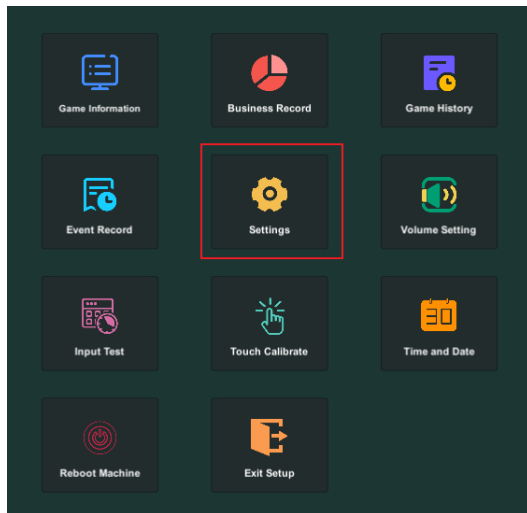 Game Information
Business Record
Game History
Event Record
Settings
Volume Setting
Input Test
Touch Calibrate
30
Time and Date
Reboot Machine
Exit Setup